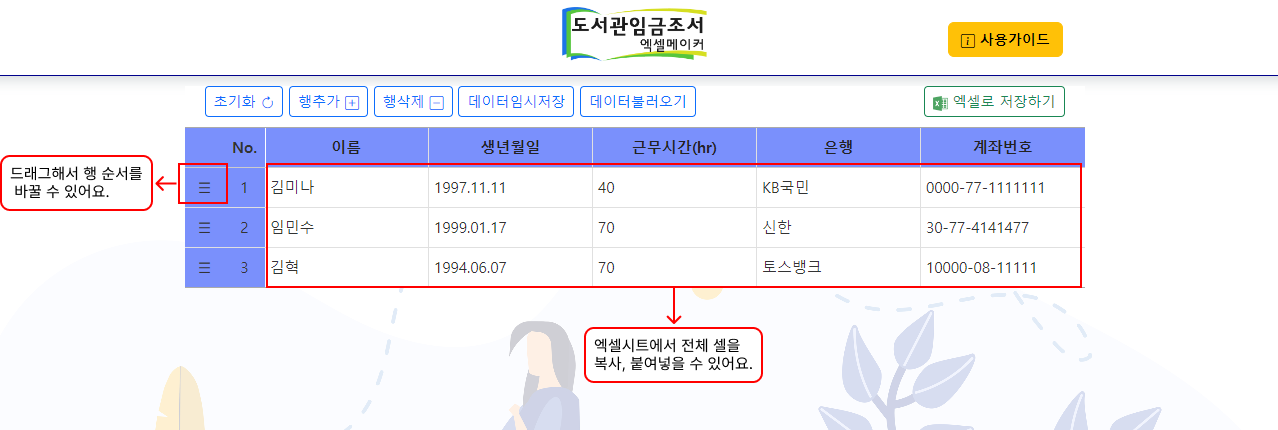 도서관임금조서
엑셀메이커
사용가이드
초기화 행추가 행삭제 데이터임시저장 데이터불러오기 엑셀로 저장하기
No. 이름 생년월일 근무시간(hr) 은행 계좌번호
드래그해서 행 순서를
바꿀 수 있어요.
1 김미나 1997.11.11 40 KB국민 0000-77-1111111
2 임민수 1999.01.17 70 신한 30-77-4141477
3 김혁 1994.06.07 70 토스뱅크 10000-08-11111
엑셀시트에서 전체 셀을
복사, 붙여넣을 수 있어요.